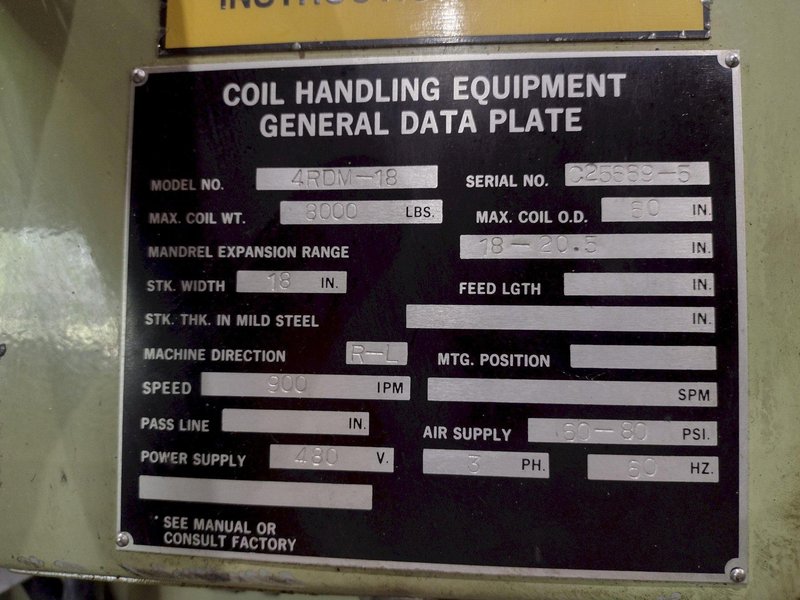 COIL HANDLING EQUIPMENT
GENERAL DATA PLATE
MODEL NO. 4RDM-18 SERIAL NO. C25669-5
MAX. COIL WT. 8000 LBS. MAX. COIL O.D. 60 IN.
MANDREL EXPANSION RANGE 18-20.5 IN.
STK. WIDTH 18 IN. FEED LGTH IN.
STK. THK. IN MILD STEEL IN.
MACHINE DIRECTION R-L MTG. POSITION
SPEED 900 IPM SPM
PASS LINE IN. AIR SUPPLY 60-80 PSI.
POWER SUPPLY 480 V. 3 PH. 60 HZ.
* SEE MANUAL OR
CONSULT FACTORY